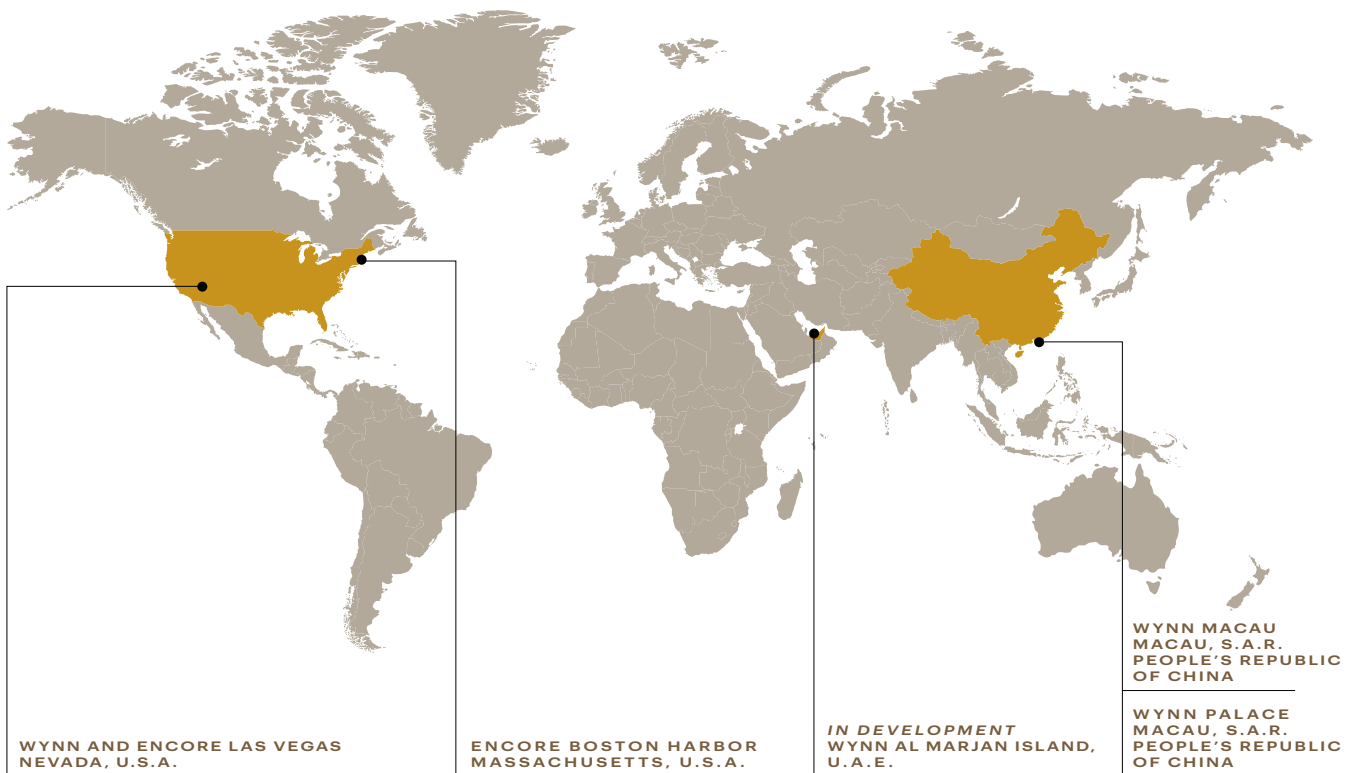 WYNN AND ENCORE LAS VEGAS
NEVADA, U.S.A.
ENCORE BOSTON HARBOR
MASSACHUSETTS, U.S.A.
IN DEVELOPMENT
WYNN AL MARJAN ISLAND,
U.A.E.
WYNN MACAU
MACAU, S.A.R.
PEOPLE’S REPUBLIC
OF CHINA
WYNN PALACE
MACAU, S.A.R.
PEOPLE’S REPUBLIC
OF CHINA